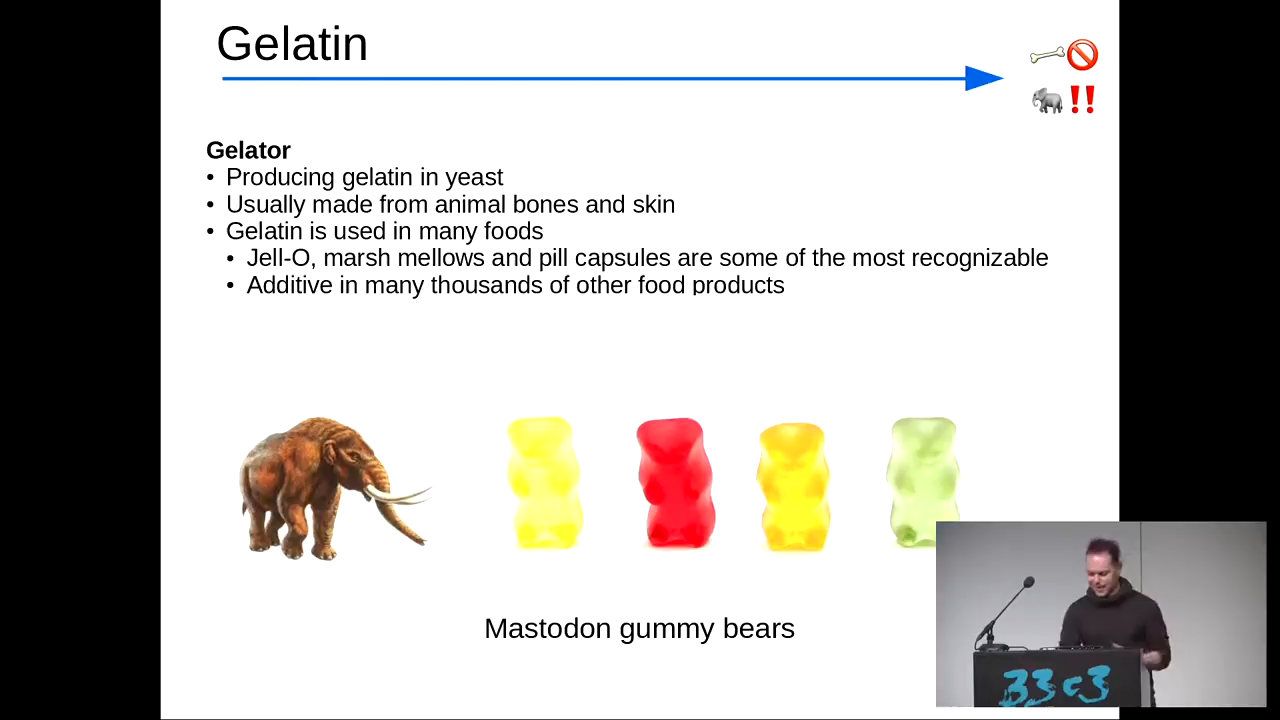 Gelatin
Gelator
• Producing gelatin in yeast
• Usually made from animal bones and skin
• Gelatin is used in many foods
• Jell-O, marsh mellows and pill capsules are some of the most recognizable
• Additive in many thousands of other food products
Mastodon gummy bears
33c3